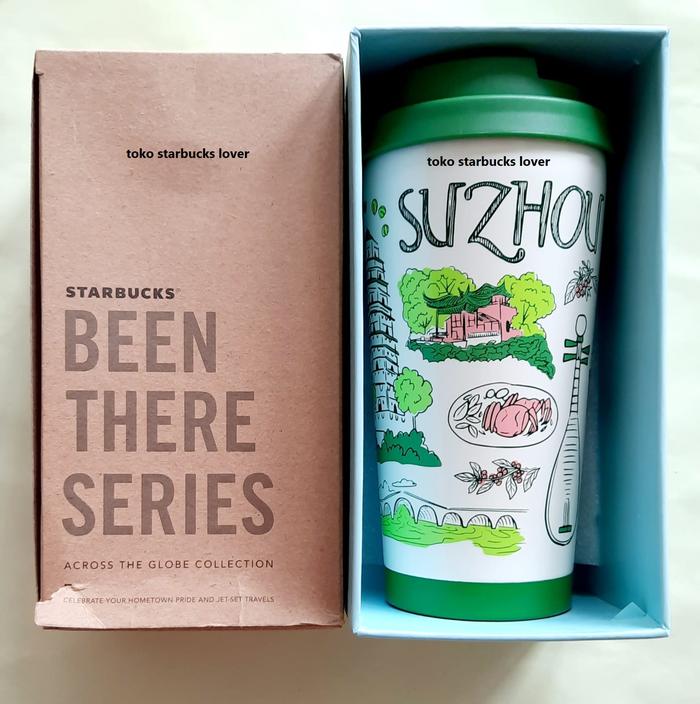 toko starbucks lover
STARBUCKS®
BEEN
THERE
SERIES
ACROSS THE GLOBE COLLECTION
CELEBRATE YOUR HOMETOWN PRIDE AND JET-SET TRAVELS
toko starbucks lover
SUZHOU